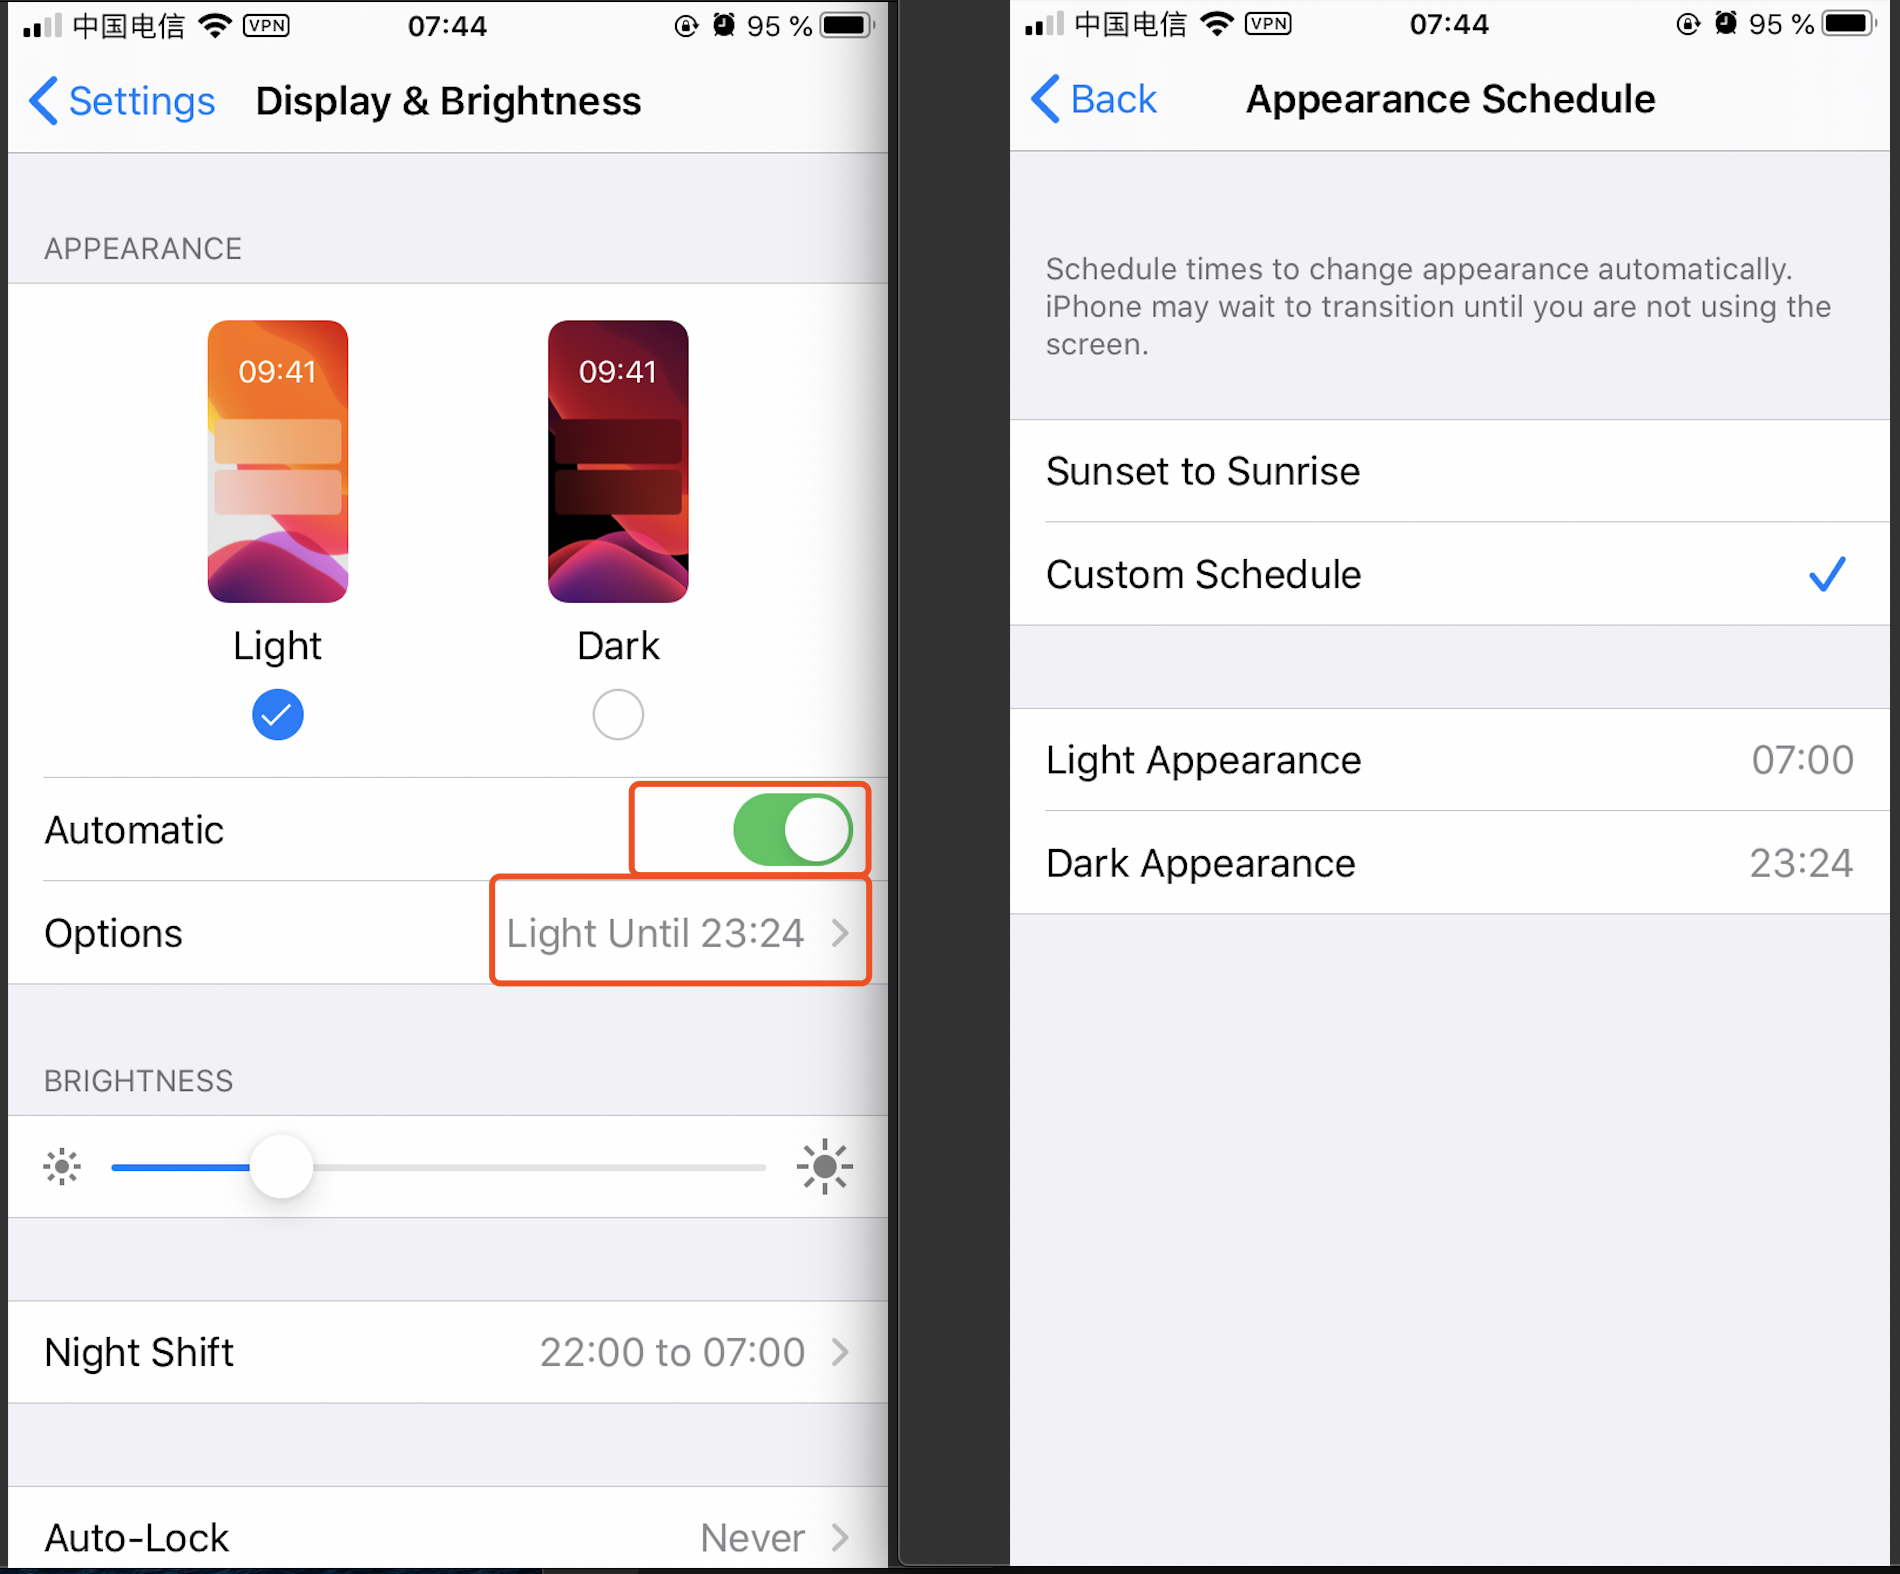 中国电信 VPN 07:44 95 %
Settings Display & Brightness
APPEARANCE
09:41 09:41
Light Dark
Automatic
Options Light Until 23:24
BRIGHTNESS
Night Shift 22:00 to 07:00
Auto-Lock Never
中国电信 VPN 07:44 95 %
Back Appearance Schedule
Schedule times to change appearance automatically.
iPhone may wait to transition until you are not using the
screen.
Sunset to Sunrise
Custom Schedule
Light Appearance 07:00
Dark Appearance 23:24